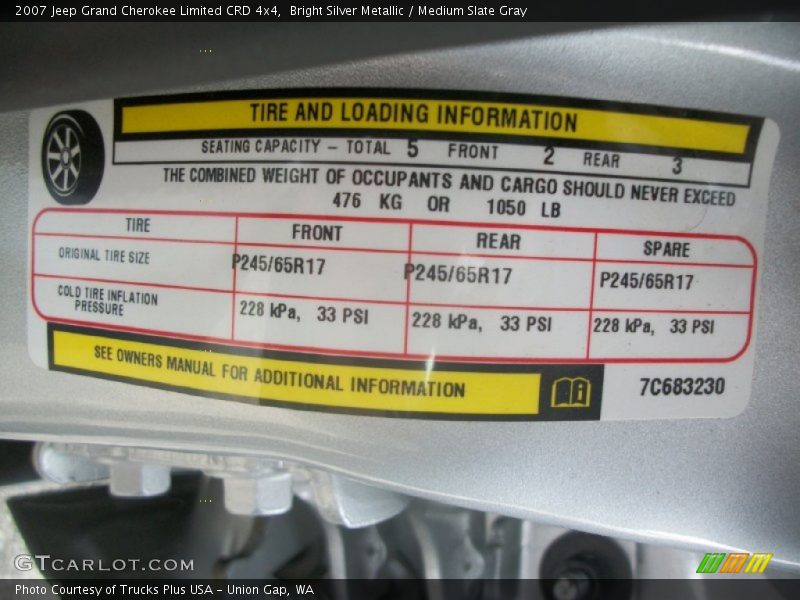 2007 Jeep Grand Cherokee Limited CRD 4x4,  Bright Silver Metallic / Medium Slate Gray
TIRE AND LOADING INFORMATION
SEATING CAPACITY – TOTAL 5 FRONT 2 REAR 3
THE COMBINED WEIGHT OF OCCUPANTS AND CARGO SHOULD NEVER EXCEED
476 KG OR 1050 LB
TIRE FRONT REAR SPARE
ORIGINAL TIRE SIZE P245/65R17 P245/65R17 P245/65R17
COLD TIRE INFLATION
PRESSURE 228 kPa, 33 PSI 228 kPa, 33 PSI 228 kPa, 33 PSI
SEE OWNERS MANUAL FOR ADDITIONAL INFORMATION
7C683230
GTcarlot.com
Photo Courtesy of Trucks Plus USA – Union Gap, WA